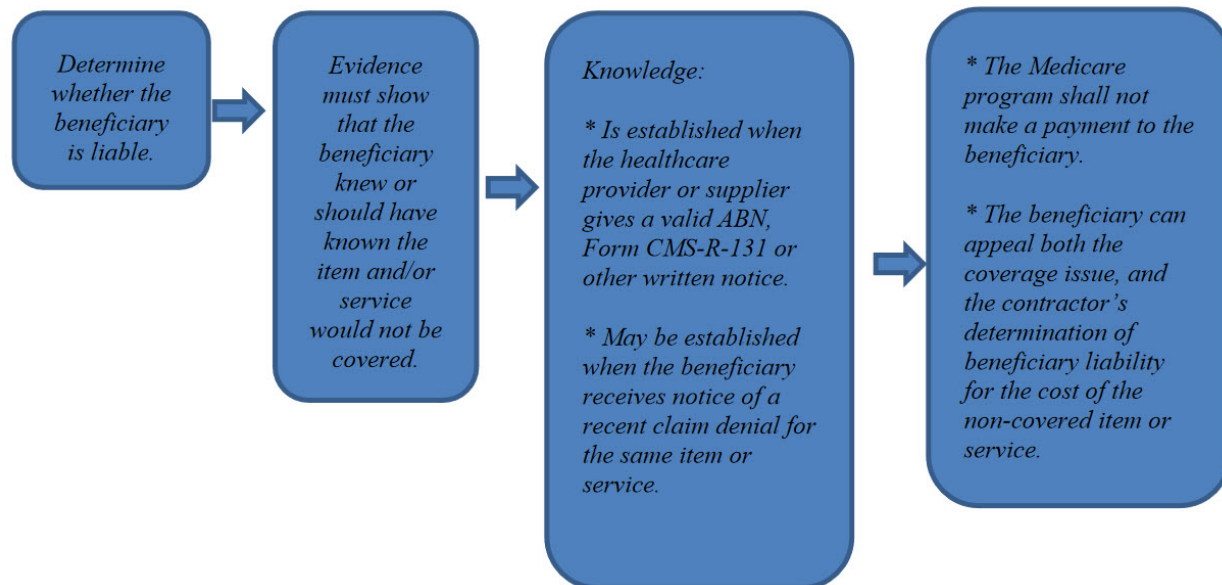 Determine
whether the
beneficiary
is liable.
Evidence
must show
that the
beneficiary
knew or
should have
known the
item and/or
service
would not be
covered.
Knowledge:
* Is established when
the healthcare
provider or supplier
gives a valid ABN,
Form CMS-R-131 or
other written notice.
* May be established
when the beneficiary
receives notice of a
recent claim denial for
the same item or
service.
* The Medicare
program shall not
make a payment to the
beneficiary.
* The beneficiary can
appeal both the
coverage issue, and
the contractor’s
determination of
beneficiary liability
for the cost of the
non-covered item or
service.